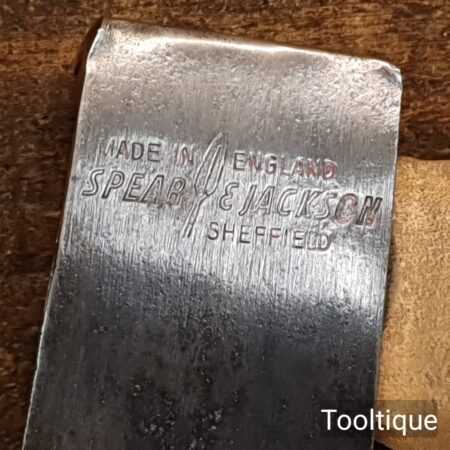 MADE IN ENGLAND
SPEAR & JACKSON
SHEFFIELD
Tooltique